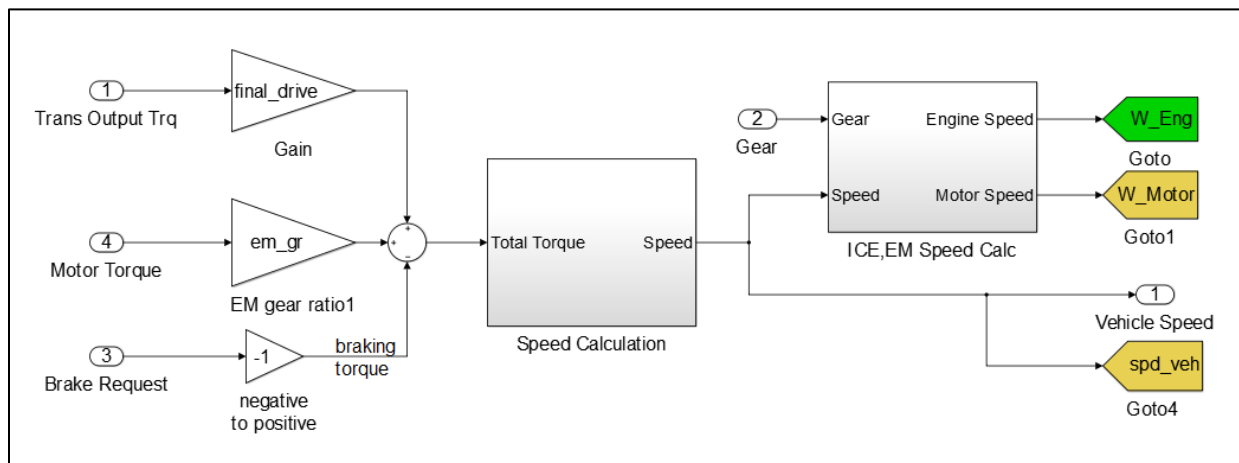 1
Trans Output Trq
final_drive
Gain
4
Motor Torque
em_gr
EM gear ratio1
3
Brake Request
-1
negative
to positive
braking
torque
+
+
-
Total Torque
Speed
Speed Calculation
2
Gear
Gear
Speed
Engine Speed
Motor Speed
ICE,EM Speed Calc
W_Eng
Goto
W_Motor
Goto1
1
Vehicle Speed
spd_veh
Goto4